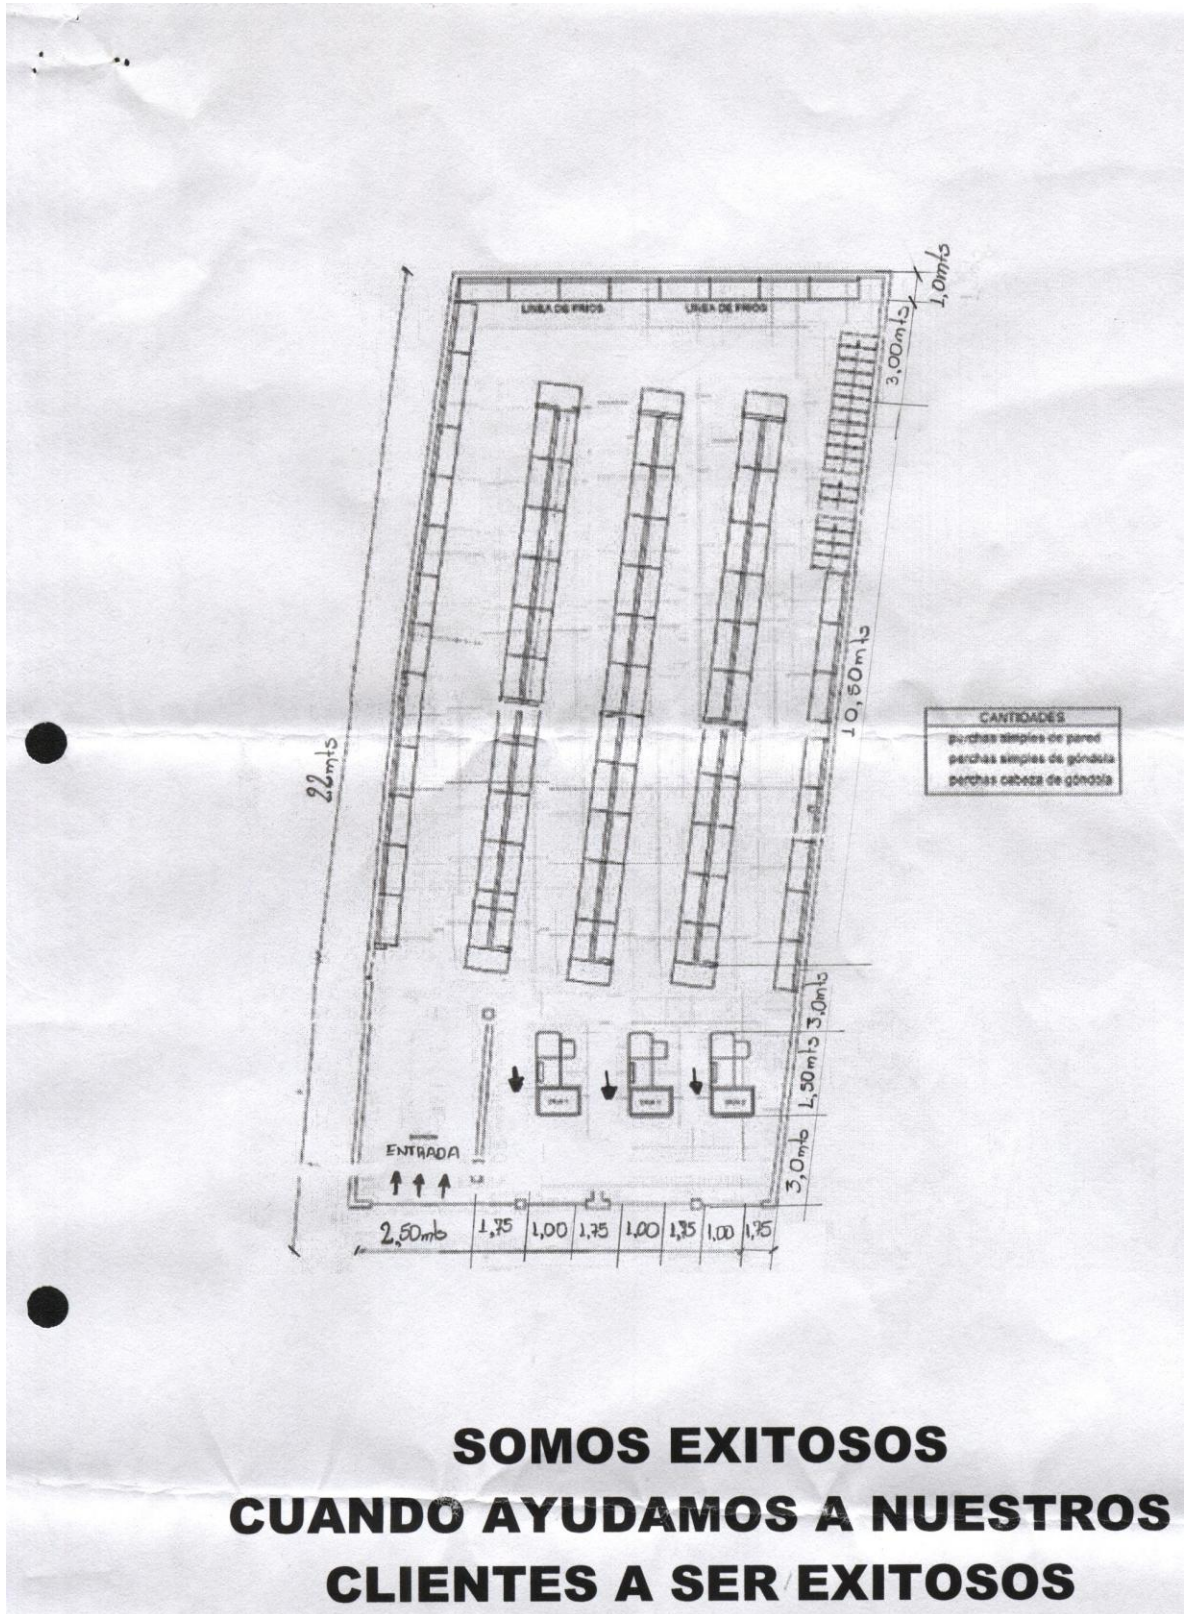 1,0mts
LINEA DE FRIOS
LINEA DE FRIOS
3,00mts
10,50mts
CANTIDADES
perchas simples de pared
perchas simples de góndola
perchas cabeza de góndola
22mts
3,0mts
1,50mts
3,0mts
ENTRADA
2,50mts 1,75 1,00 1,75 1,00 1,75 1,00 1,75
SOMOS EXITOSOS
CUANDO AYUDAMOS A NUESTROS
CLIENTES A SER EXITOSOS